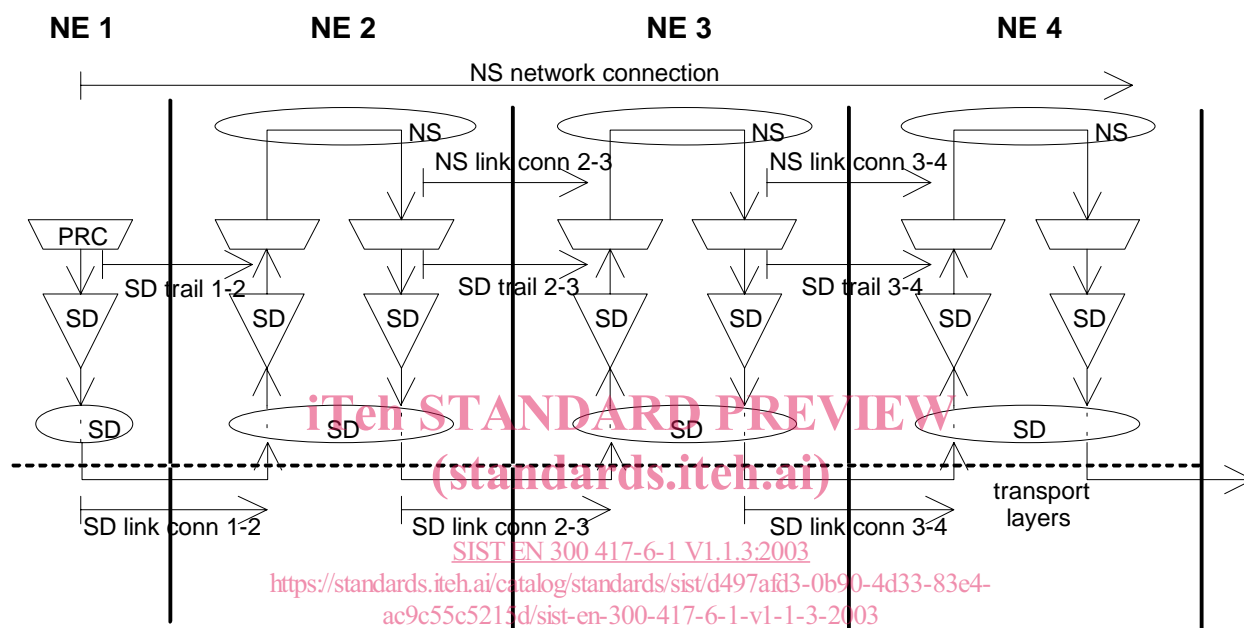 NE 1 NE 2 NE 3 NE 4
NS network connection
NS NS NS
NS link conn 2-3 NS link conn 3-4
PRC
SD trail 1-2 SD trail 2-3 SD trail 3-4
SD SD SD SD SD SD SD
iTeh STANDARD PREVIEW
SD SD SD SD
(standards.iteh.ai)
transport
layers
SD link conn 1-2 SD link conn 2-3 SD link conn 3-4
SIST EN 300 417-6-1 V1.1.3:2003
https://standards.iteh.ai/catalog/standards/sist/d497afd3-0b90-4d33-83e4-
ac9c55c5215d/sist-en-300-417-6-1-v1-1-3-2003